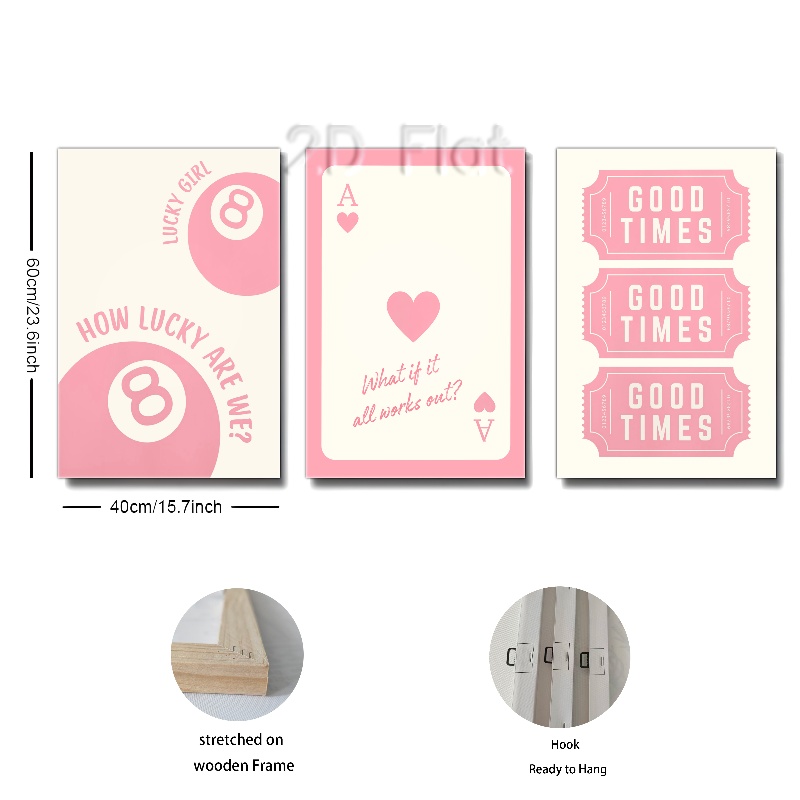 2D Flat
LUCKY GIRL
8
HOW LUCKY ARE WE?
8
A
What if it
all works out?
A
GOOD
TIMES
GOOD
TIMES
GOOD
TIMES
60cm/23.6inch
40cm/15.7inch
stretched on
wooden Frame
Hook
Ready to Hang